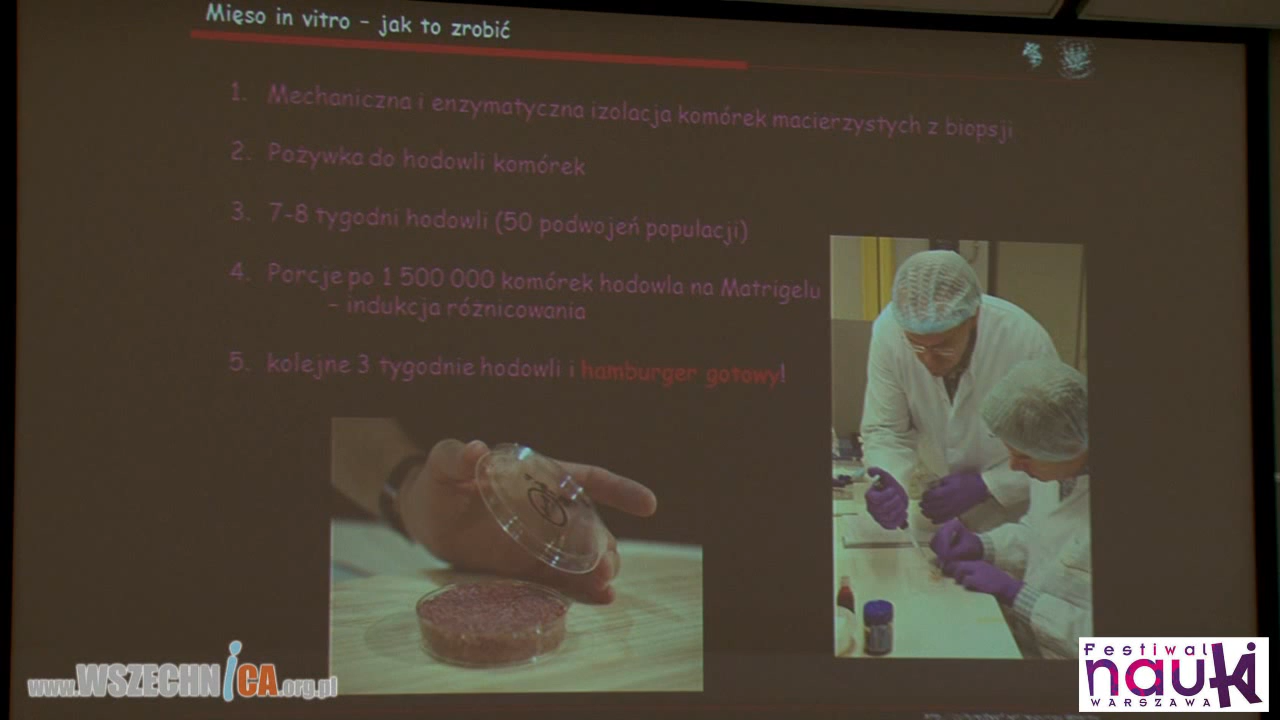 Mięso in vitro – jak to zrobić
1. Mechaniczna i enzymatyczna izolacja komórek macierzystych z biopsji
2. Pożywka do hodowli komórek
3. 7-8 tygodni hodowli (50 podwojeń populacji)
4. Porcje po 1 500 000 komórek hodowla na Matrigelu
– indukcja różnicowania
5. kolejne 3 tygodnie hodowli i hamburger gotowy!
www.WSZECHNICA.org.pl
Festiwal
nauki
WARSZAWA